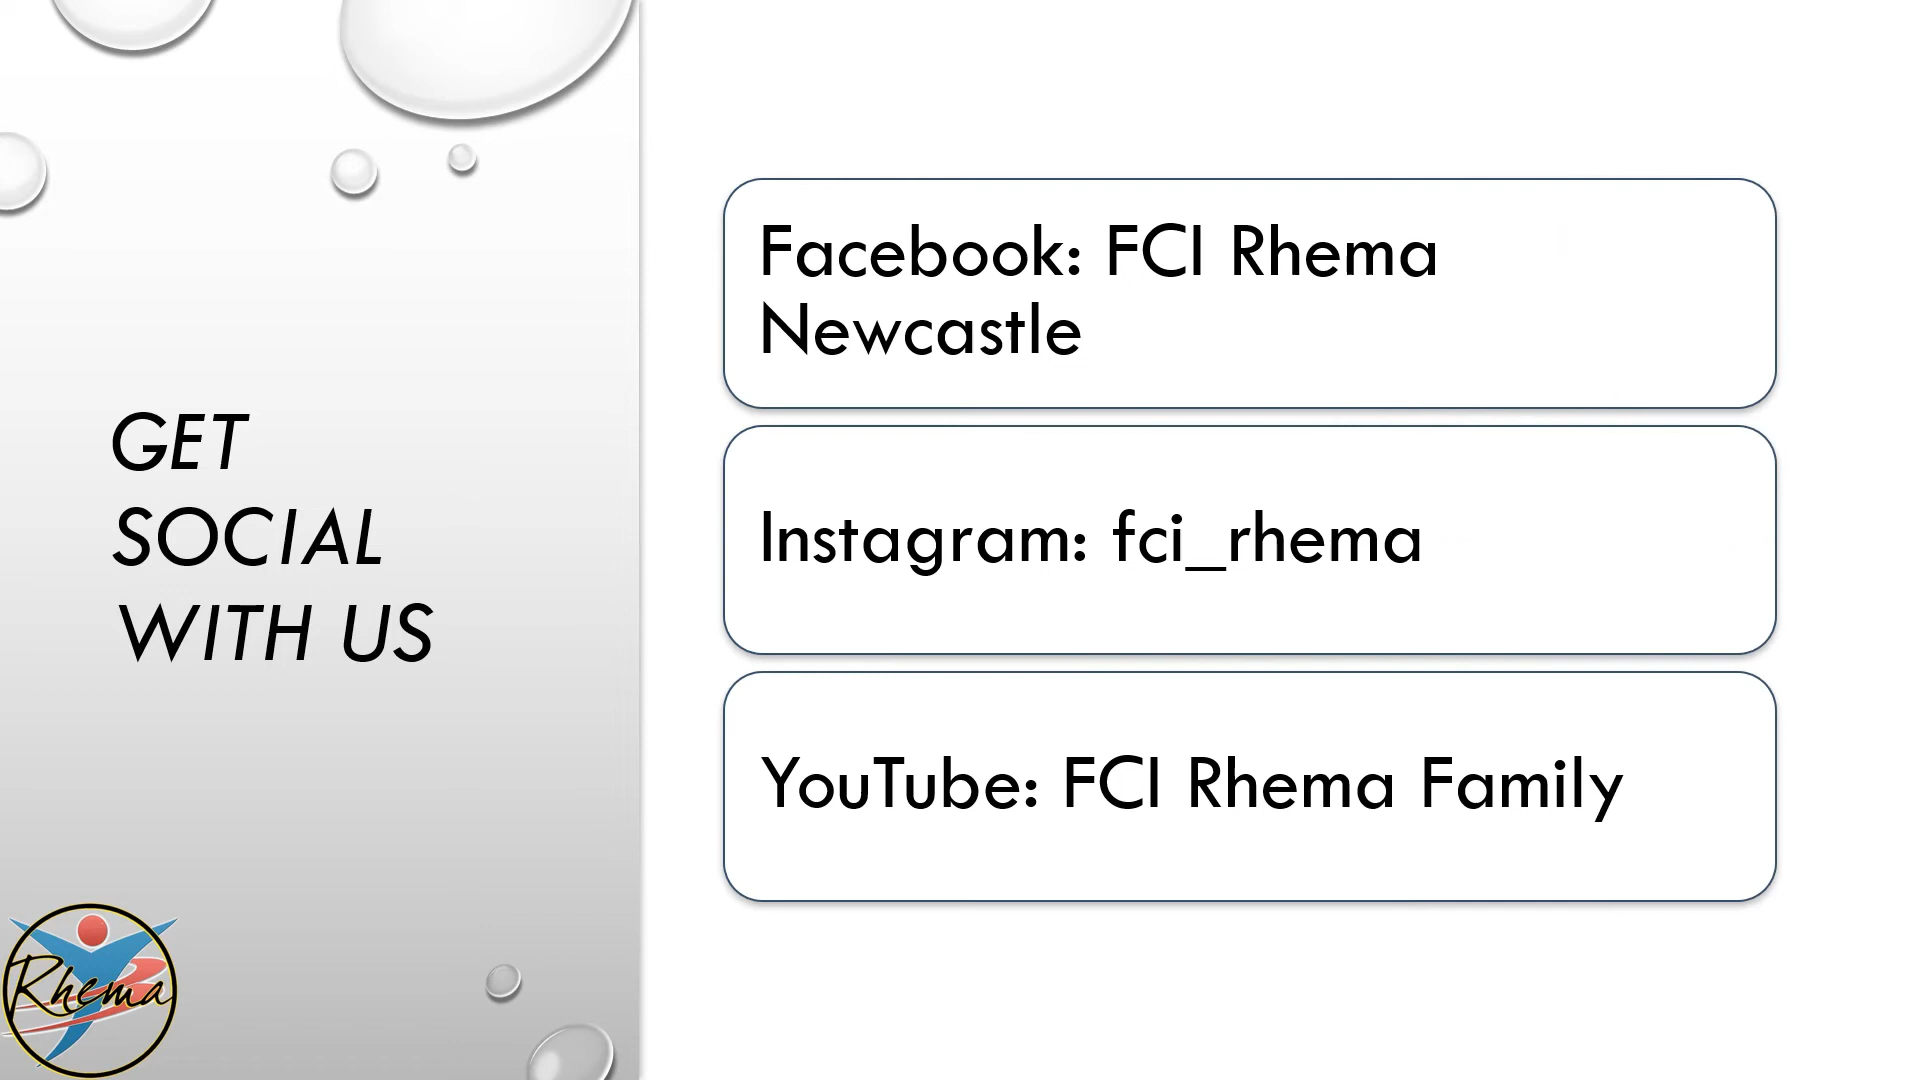 GET
SOCIAL
WITH US
Facebook: FCI Rhema
Newcastle
Instagram: fci_rhema
YouTube: FCI Rhema Family
Rhema